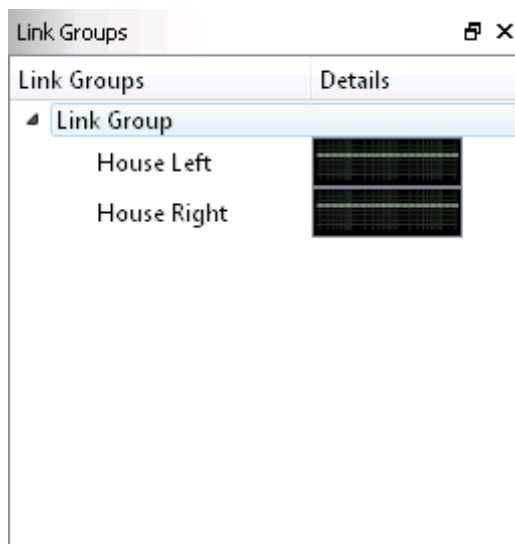 Link Groups
Link Groups Details
Link Group
House Left
House Right